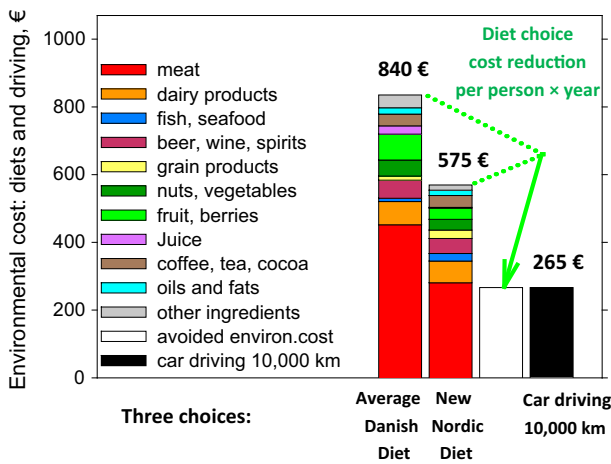 Environmental cost: diets and driving, €
1000
800
600
400
200
0
meat
dairy products
fish, seafood
beer, wine, spirits
grain products
nuts, vegetables
fruit, berries
Juice
coffee, tea, cocoa
oils and fats
other ingredients
avoided environ.cost
car driving 10,000 km
840 €
575 €
265 €
Diet choice
cost reduction
per person × year
Three choices:
Average
Danish
Diet
New
Nordic
Diet
Car driving
10,000 km